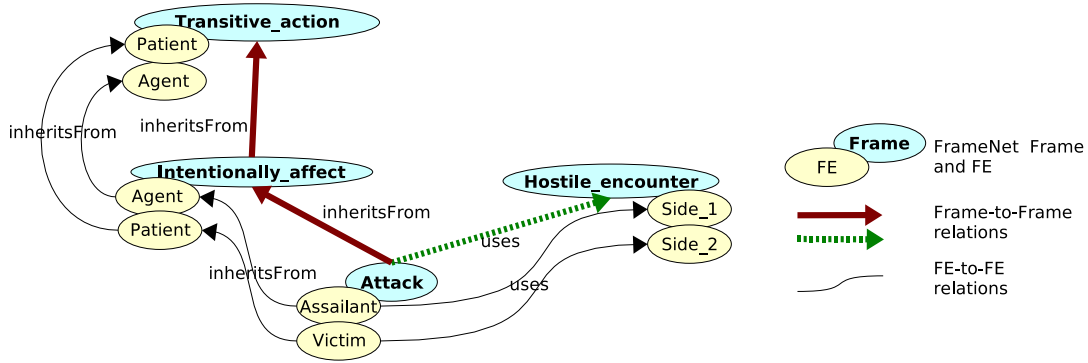 Transitive_action
Patient
Agent
inheritsFrom
inheritsFrom
Intentionally_affect
Agent
Patient
inheritsFrom
inheritsFrom
Attack
Assailant
Victim
Hostile_encounter
Side_1
Side_2
uses
uses
Frame
FE
FrameNet Frame
and FE
Frame-to-Frame
relations
FE-to-FE
relations